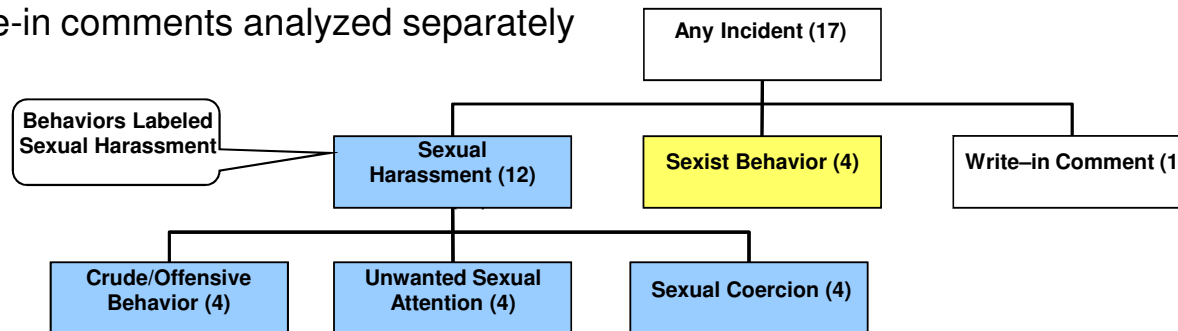 e-in comments analyzed separately
Any Incident (17)
Behaviors Labeled
Sexual Harassment
Sexual
Harassment (12)
Sexist Behavior (4)
Write–in Comment (1
Crude/Offensive
Behavior (4)
Unwanted Sexual
Attention (4)
Sexual Coercion (4)